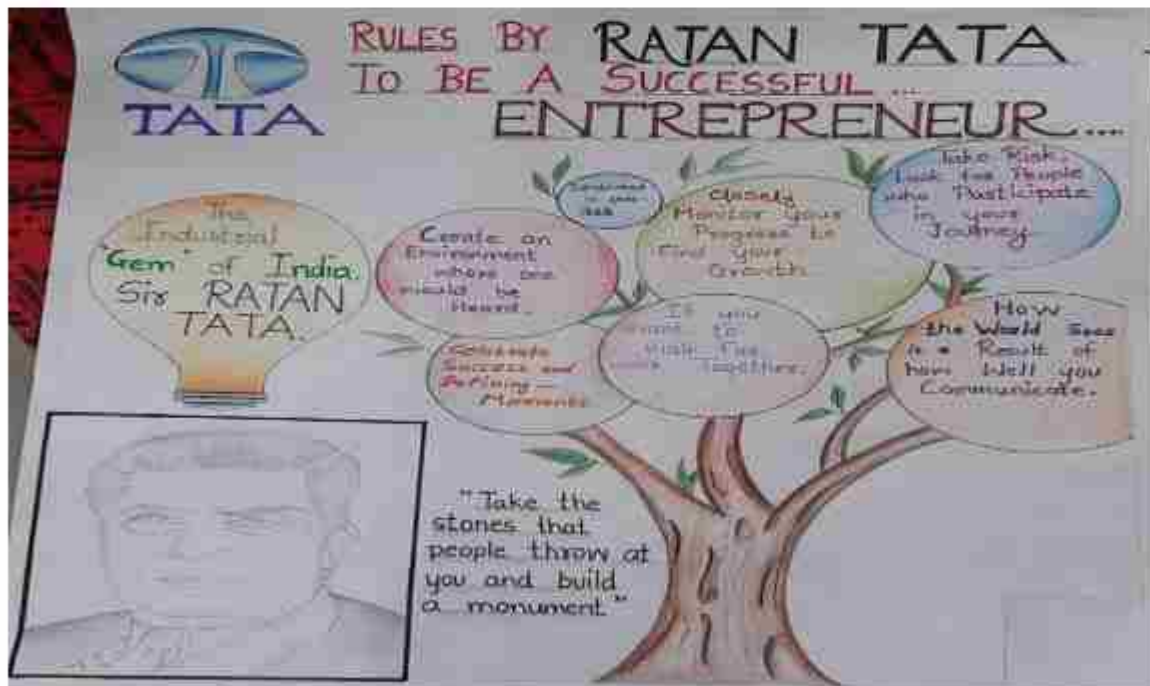 TATA
RULES BY RATAN TATA
TO BE A SUCCESSFUL...
ENTREPRENEUR....
The
Industrial
"Gem" of India.
Sir RATAN
TATA.
Create an
Environment
where one
would be
Heard.
Closely
Monitor your
Progress to
Find your
Growth
Take Risk.
Look for People
who Participate
in your
Journey
If you
want to
walk far
walk together.
Success and
Defining
Moments
How
the World Sees
is a Result of
how Well you
Communicate.
"Take the
stones that
people throw at
you and build
a monument"